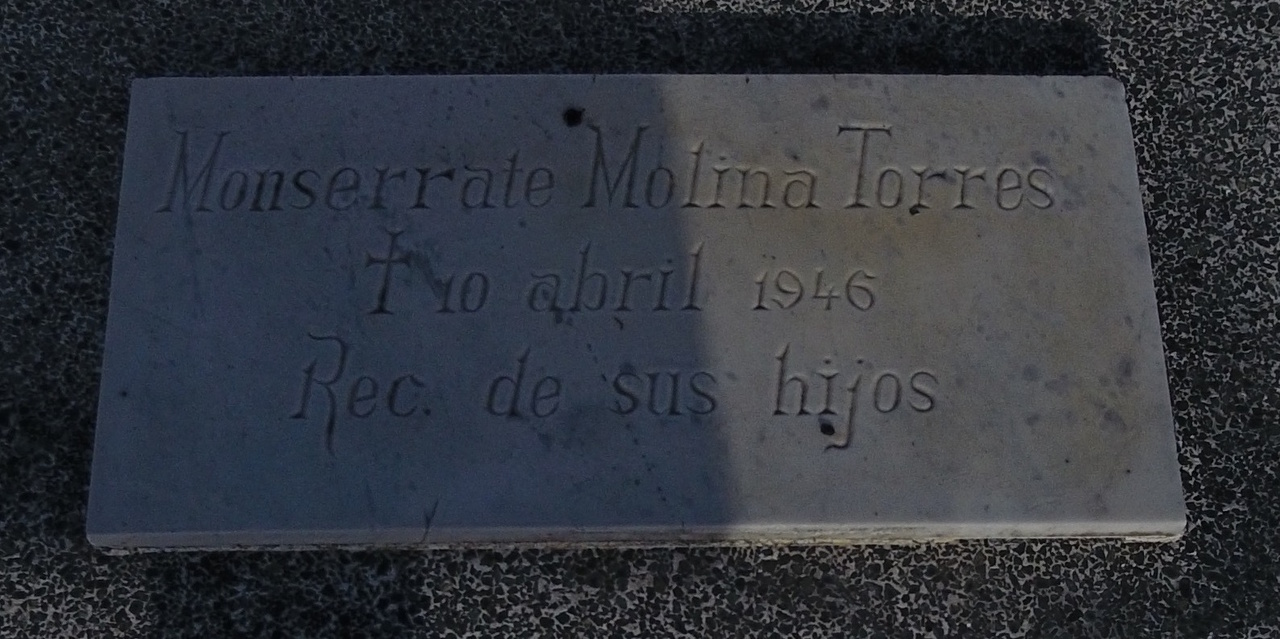 Monserrate Molina Torres
† 10 abril 1946
Rec. de sus hijos